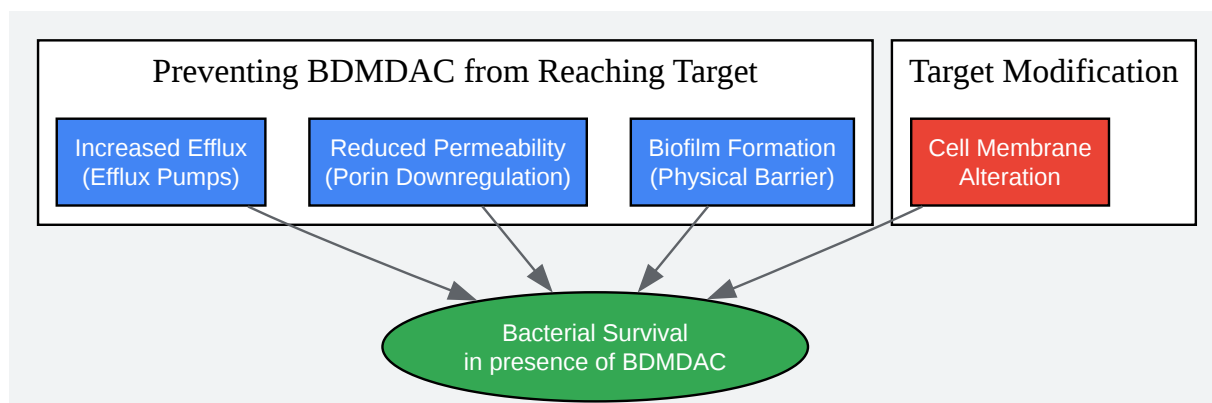 Preventing BDMDAC from Reaching Target
Target Modification
Increased Efflux
(Efflux Pumps)
Reduced Permeability
(Porin Downregulation)
Biofilm Formation
(Physical Barrier)
Cell Membrane
Alteration
Bacterial Survival
in presence of BDMDAC